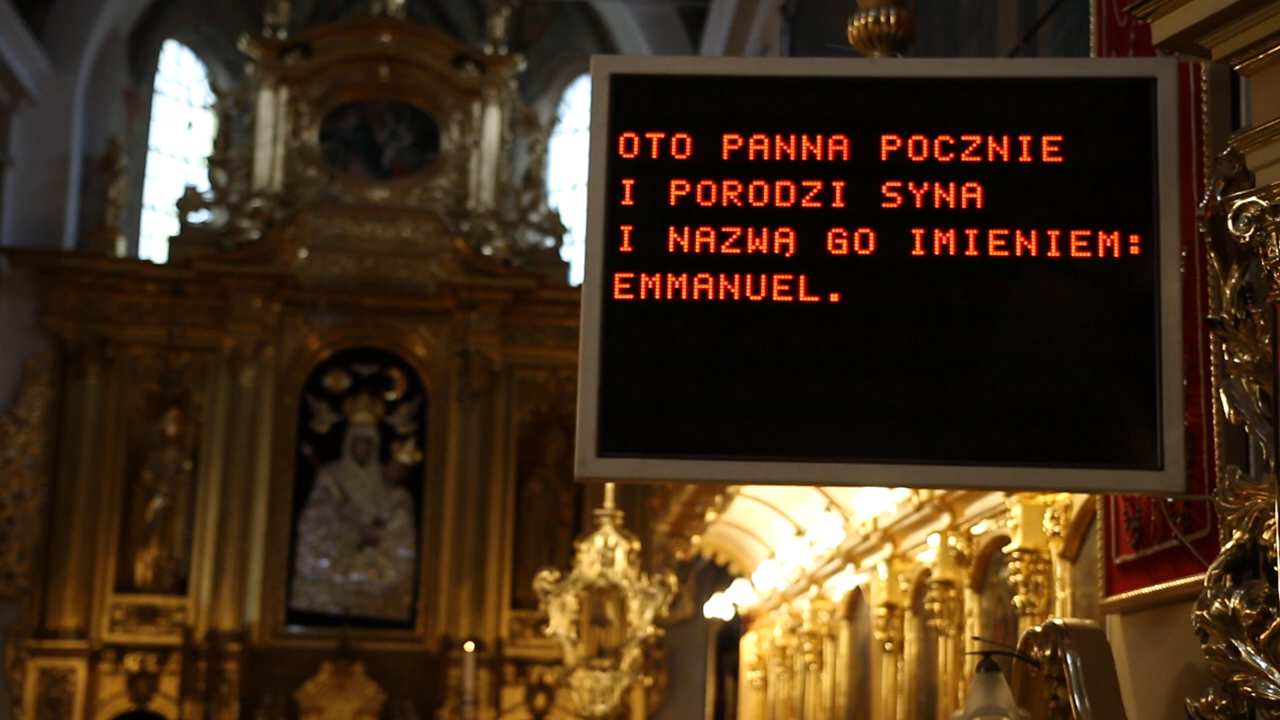 OTO PANNA POCZNIE
I PORODZI SYNA
I NAZWĄ GO IMIENIEM:
EMMANUEL.